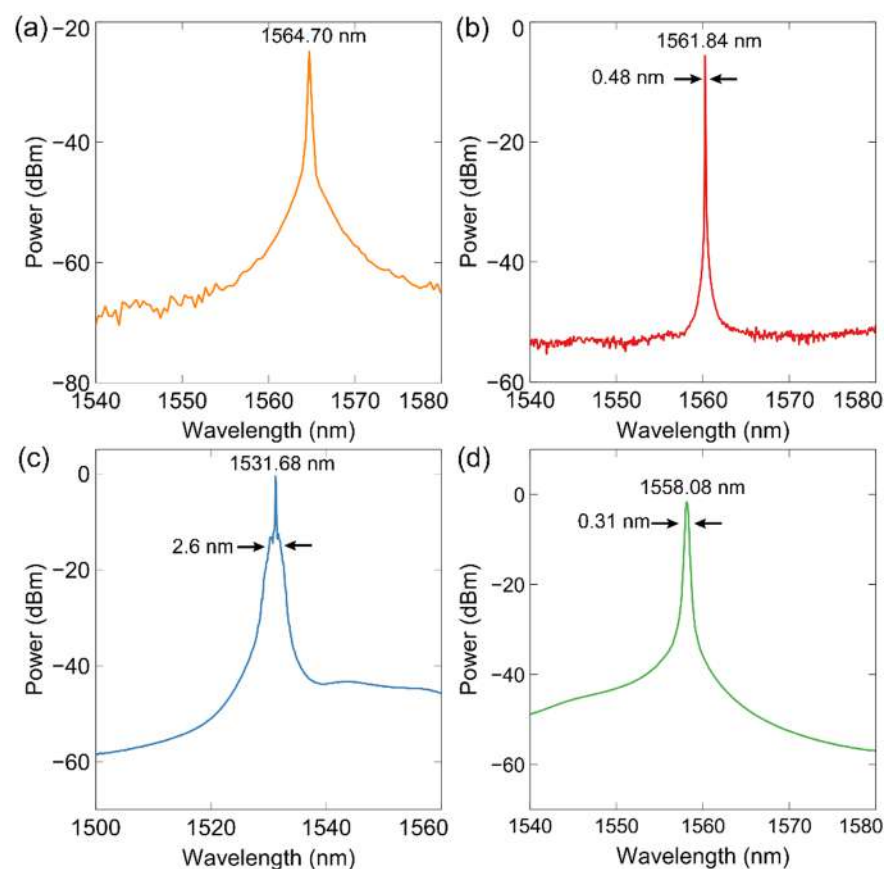 (a)
1564.70 nm
−20
−40
−60
−80
Power (dBm)
1540 1550 1560 1570 1580
Wavelength (nm)
(b)
1561.84 nm
0.48 nm
0
−20
−40
−60
Power (dBm)
1540 1550 1560 1570 1580
Wavelength (nm)
(c)
1531.68 nm
2.6 nm
0
−20
−40
−60
Power (dBm)
1500 1520 1540 1560
Wavelength (nm)
(d)
1558.08 nm
0.31 nm
0
−20
−40
−60
Power (dBm)
1540 1550 1560 1570 1580
Wavelength (nm)